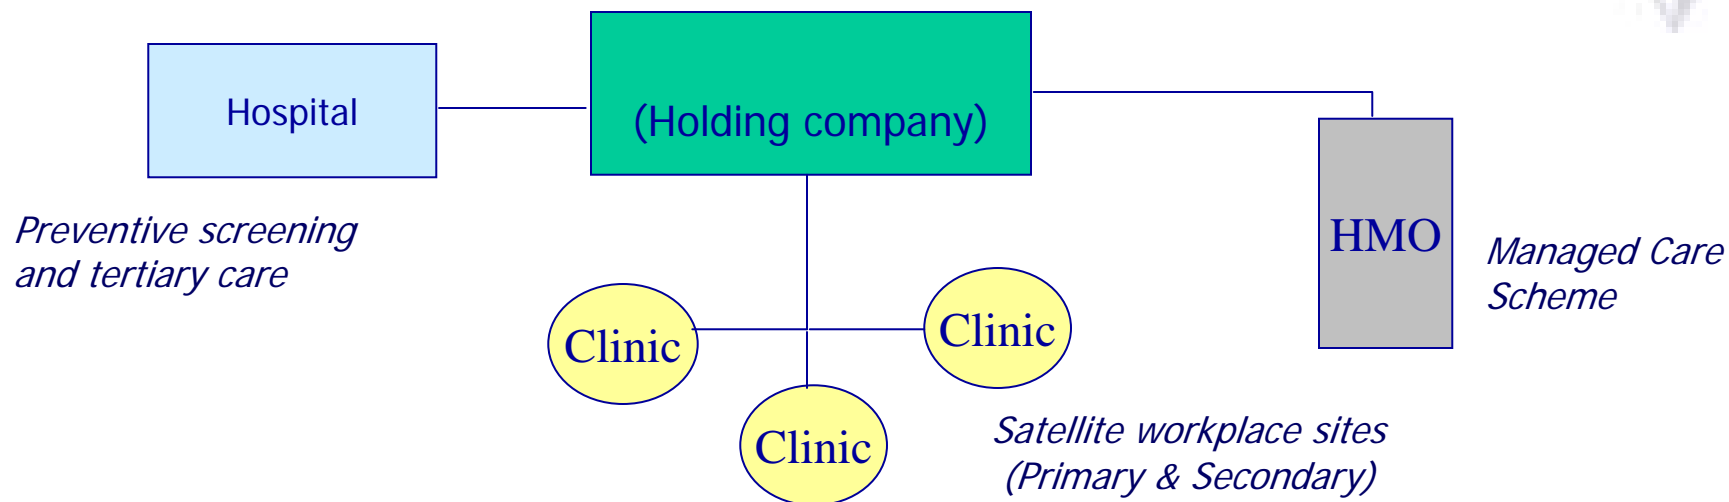 Hospital
(Holding company)
Preventive screening
and tertiary care
HMO
Managed Care
Scheme
Clinic
Clinic
Clinic
Satellite workplace sites
(Primary & Secondary)